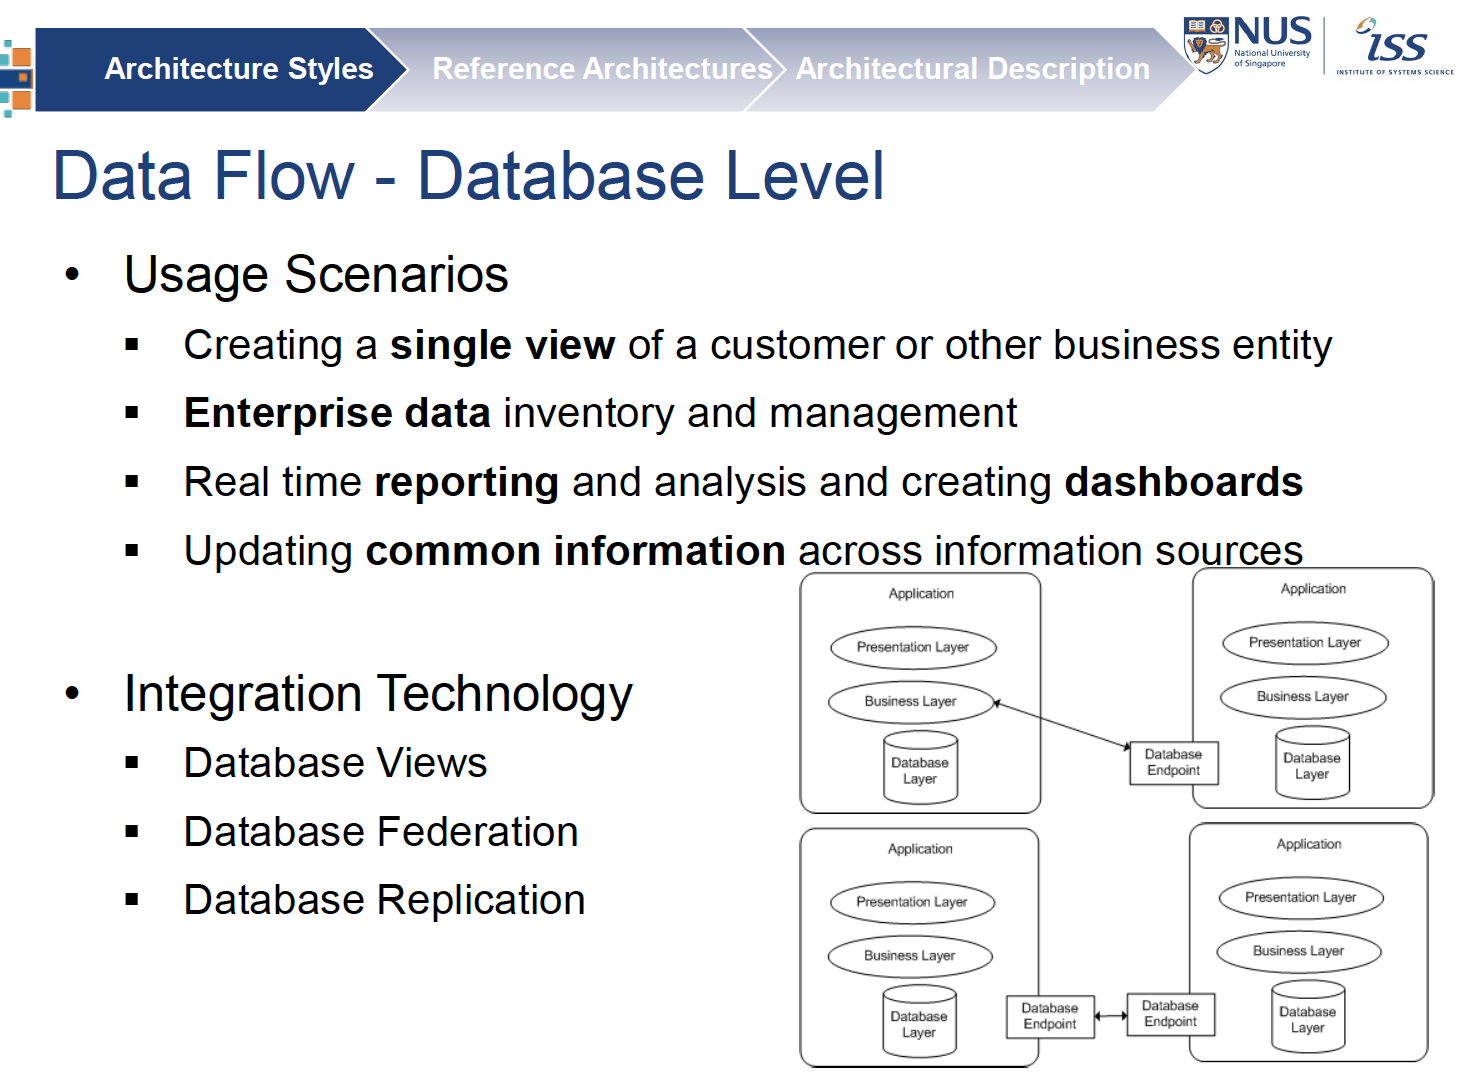 Architecture Styles
Reference Architectures
Architectural Description
NUS
National University
of Singapore
ISS
INSTITUTE OF SYSTEMS SCIENCE
Data Flow - Database Level
• Usage Scenarios
▪ Creating a single view of a customer or other business entity
▪ Enterprise data inventory and management
▪ Real time reporting and analysis and creating dashboards
▪ Updating common information across information sources
• Integration Technology
▪ Database Views
▪ Database Federation
▪ Database Replication
Application
Presentation Layer
Business Layer
Database
Layer
Database
Endpoint
Application
Presentation Layer
Business Layer
Database
Layer
Application
Presentation Layer
Business Layer
Database
Layer
Database
Endpoint
Database
Endpoint
Application
Presentation Layer
Business Layer
Database
Layer